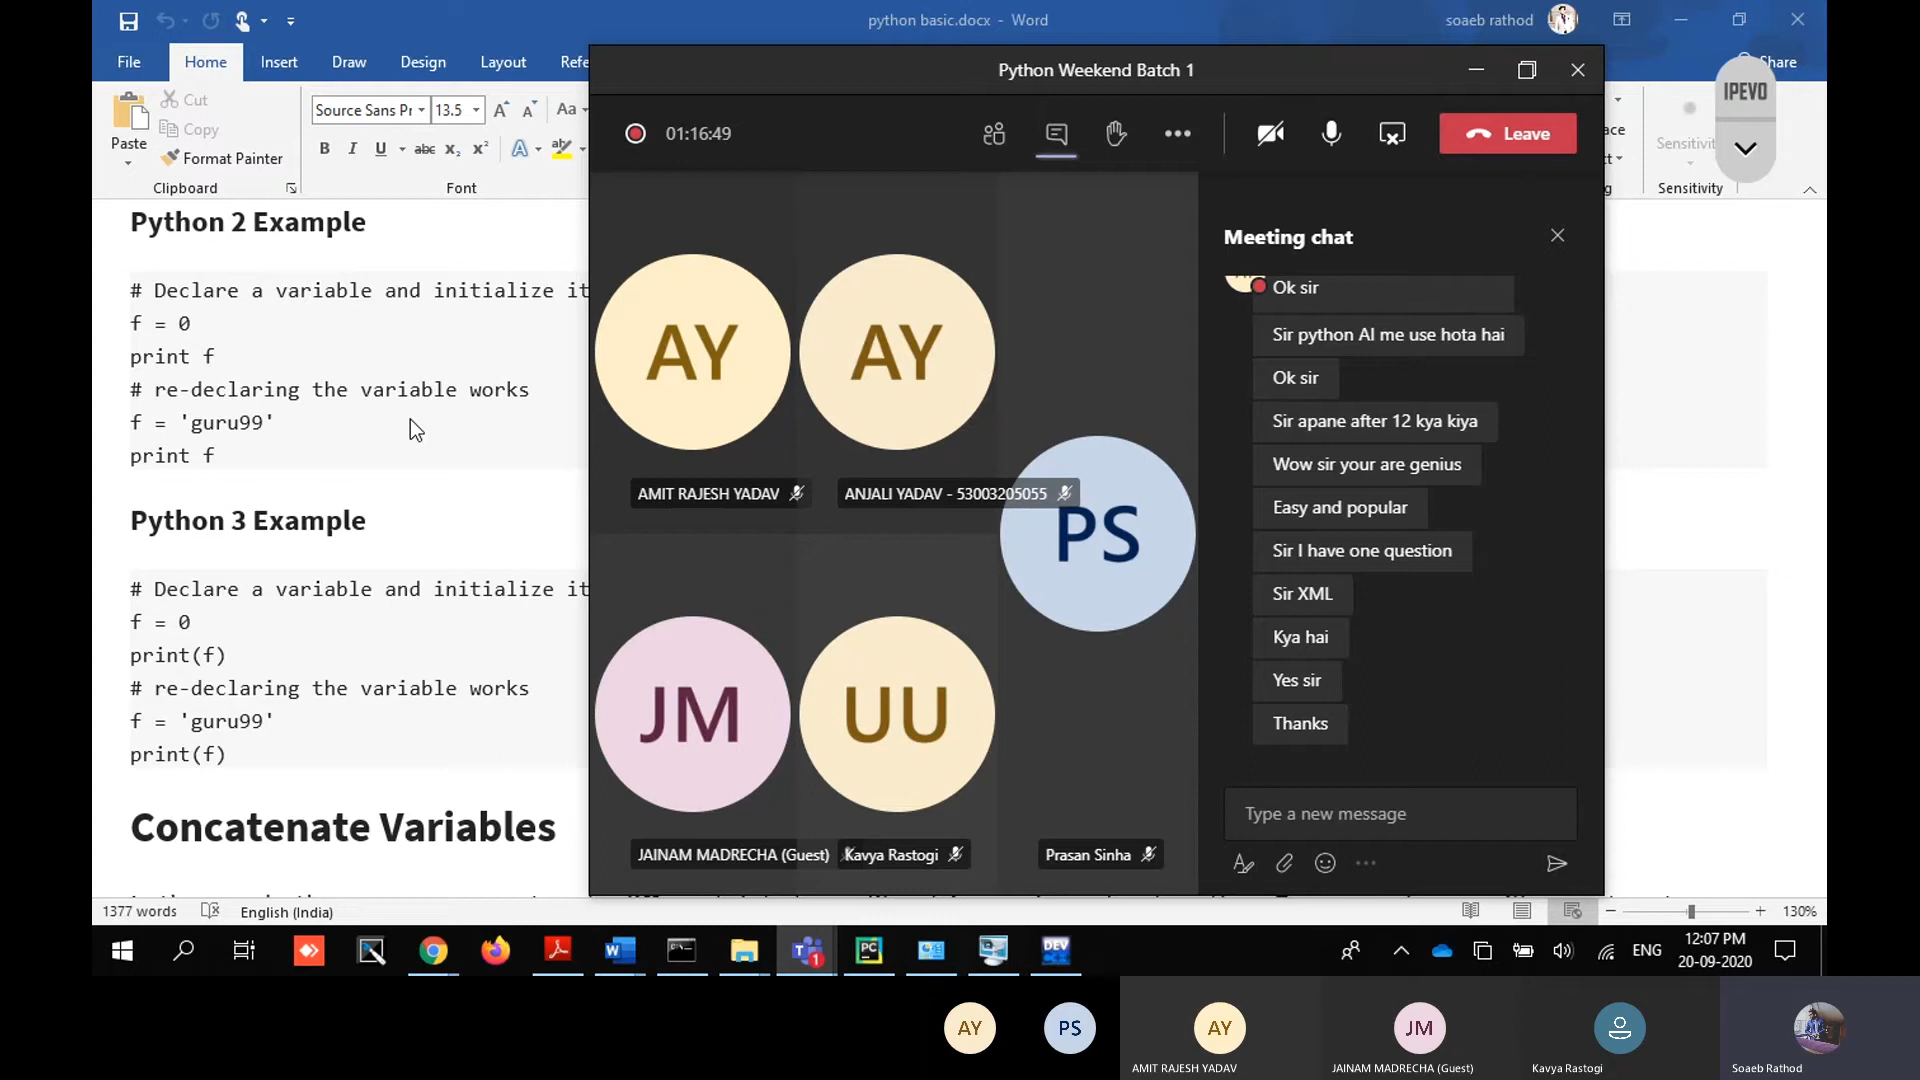 python basic.docx - Word
soaeb rathod
File
Home
Insert
Draw
Design
Layout
Refe
Share
Cut
Copy
Paste
Format Painter
Clipboard
Source Sans Pr
13.5
Aa
B I U abc x₂ x²
Font
Sensitivit
Sensitivity
IPEVO
Python 2 Example
# Declare a variable and initialize it
f = 0
print f
# re-declaring the variable works
f = 'guru99'
print f
Python 3 Example
# Declare a variable and initialize it
f = 0
print(f)
# re-declaring the variable works
f = 'guru99'
print(f)
Concatenate Variables
1377 words
English (India)
130%
Python Weekend Batch 1
01:16:49
Leave
AY
AY
PS
AMIT RAJESH YADAV
ANJALI YADAV - 53003205055
JM
UU
JAINAM MADRECHA (Guest)
Kavya Rastogi
Prasan Sinha
Meeting chat
Ok sir
Sir python AI me use hota hai
Ok sir
Sir apane after 12 kya kiya
Wow sir your are genius
Easy and popular
Sir I have one question
Sir XML
Kya hai
Yes sir
Thanks
Type a new message
DEV
ENG
12:07 PM
20-09-2020
AY
PS
AY
JM
AMIT RAJESH YADAV
JAINAM MADRECHA (Guest)
Kavya Rastogi
Soaeb Rathod